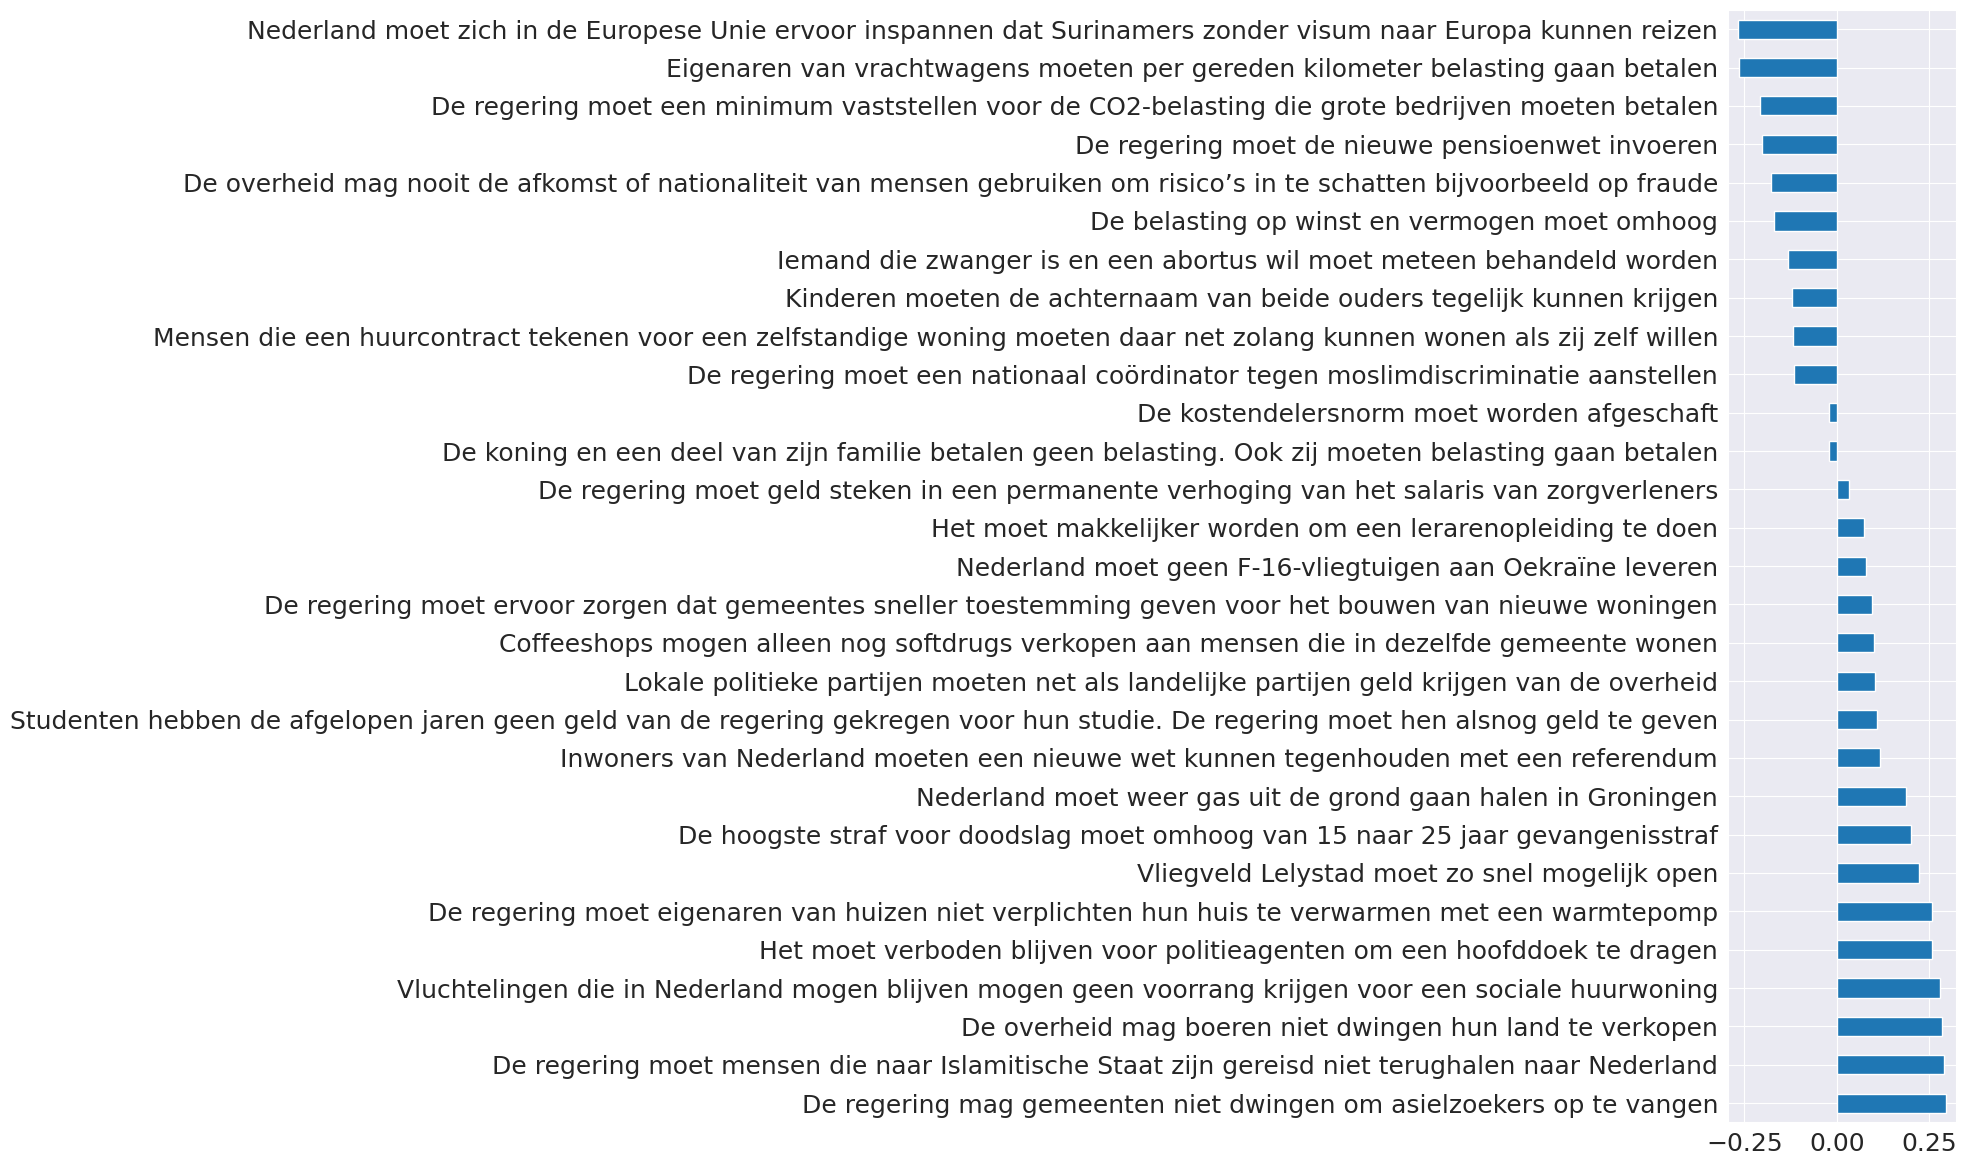 Nederland moet zich in de Europese Unie ervoor inspannen dat Surinamers zonder visum naar Europa kunnen reizen
Eigenaren van vrachtwagens moeten per gereden kilometer belasting gaan betalen
De regering moet een minimum vaststellen voor de CO2-belasting die grote bedrijven moeten betalen
De regering moet de nieuwe pensioenwet invoeren
De overheid mag nooit de afkomst of nationaliteit van mensen gebruiken om risico’s in te schatten bijvoorbeeld op fraude
De belasting op winst en vermogen moet omhoog
Iemand die zwanger is en een abortus wil moet meteen behandeld worden
Kinderen moeten de achternaam van beide ouders tegelijk kunnen krijgen
Mensen die een huurcontract tekenen voor een zelfstandige woning moeten daar net zolang kunnen wonen als zij zelf willen
De regering moet een nationaal coördinator tegen moslimdiscriminatie aanstellen
De kostendelersnorm moet worden afgeschaft
De koning en een deel van zijn familie betalen geen belasting. Ook zij moeten belasting gaan betalen
De regering moet geld steken in een permanente verhoging van het salaris van zorgverleners
Het moet makkelijker worden om een lerarenopleiding te doen
Nederland moet geen F-16-vliegtuigen aan Oekraïne leveren
De regering moet ervoor zorgen dat gemeentes sneller toestemming geven voor het bouwen van nieuwe woningen
Coffeeshops mogen alleen nog softdrugs verkopen aan mensen die in dezelfde gemeente wonen
Lokale politieke partijen moeten net als landelijke partijen geld krijgen van de overheid
Studenten hebben de afgelopen jaren geen geld van de regering gekregen voor hun studie. De regering moet hen alsnog geld te geven
Inwoners van Nederland moeten een nieuwe wet kunnen tegenhouden met een referendum
Nederland moet weer gas uit de grond gaan halen in Groningen
De hoogste straf voor doodslag moet omhoog van 15 naar 25 jaar gevangenisstraf
Vliegveld Lelystad moet zo snel mogelijk open
De regering moet eigenaren van huizen niet verplichten hun huis te verwarmen met een warmtepomp
Het moet verboden blijven voor politieagenten om een hoofddoek te dragen
Vluchtelingen die in Nederland mogen blijven mogen geen voorrang krijgen voor een sociale huurwoning
De overheid mag boeren niet dwingen hun land te verkopen
De regering moet mensen die naar Islamitische Staat zijn gereisd niet terughalen naar Nederland
De regering mag gemeenten niet dwingen om asielzoekers op te vangen
−0.25 0.00 0.25